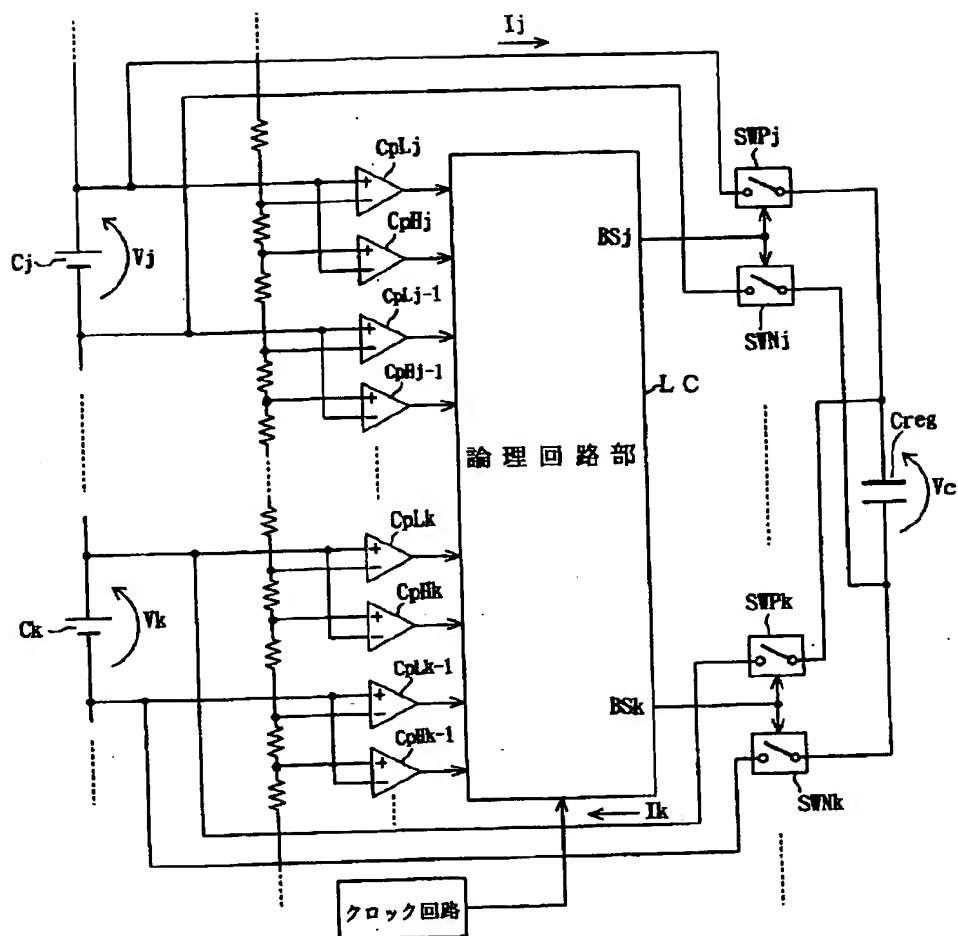 Ij
SWPj
CpLj
BSj
CpHj
Cj
Vj
CpLj-1
SWNj
CpHj-1
LC
Creg
論理回路部
Vc
CpLk
SWPk
CpHk
Ck
Vk
CpLk-1
BSk
CpHk-1
SWNk
Ik
クロック回路